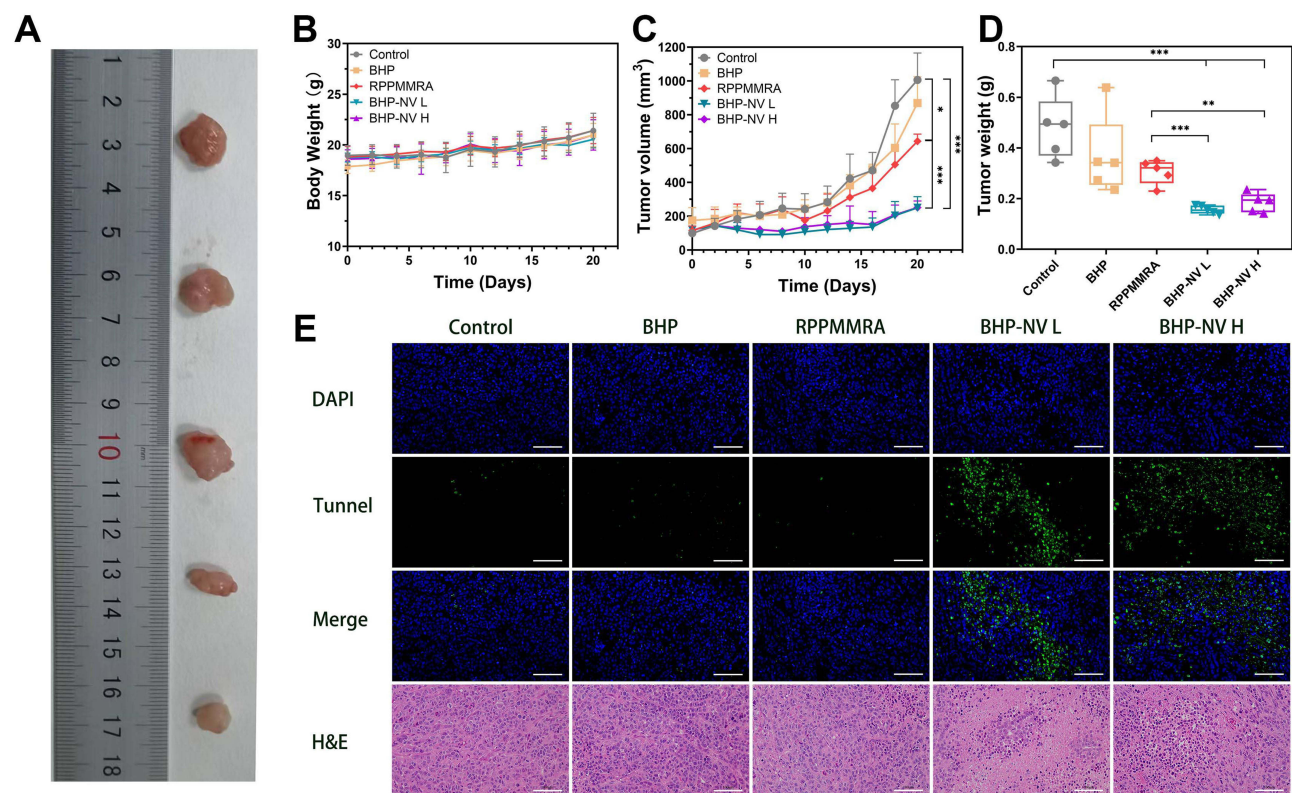 A
1
2
3
4
5
6
7
8
9
10
mm
11
12
13
14
15
16
17
18
B
Body Weight (g)
30
25
20
15
10
Control
BHP
RPPMMRA
BHP-NV L
BHP-NV H
0 5 10 15 20
Time (Days)
C
Tumor volume (mm³)
1200
1000
800
600
400
200
0
Control
BHP
RPPMMRA
BHP-NV L
BHP-NV H
*
***
***
0 5 10 15 20
Time (Days)
D
Tumor weight (g)
0.8
0.6
0.4
0.2
0.0
***
**
***
Control
BHP
RPPMMRA
BHP-NV L
BHP-NV H
E
Control BHP RPPMMRA BHP-NV L BHP-NV H
DAPI
Tunnel
Merge
H&E